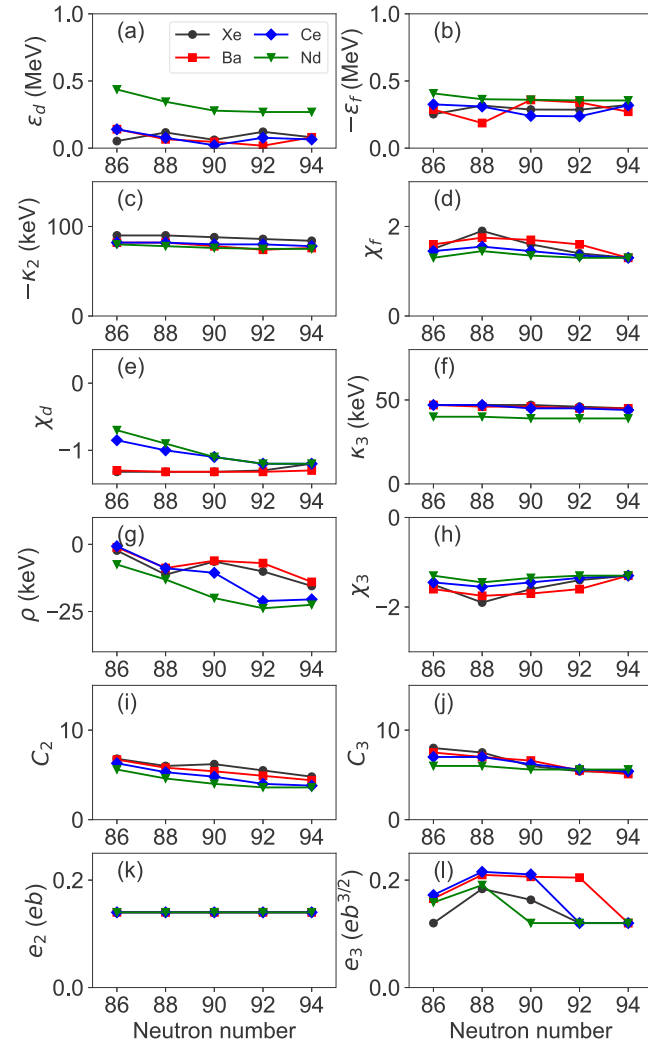 (a)
Xe
Ce
Ba
Nd
ε_d (MeV)
1.0
0.5
0.0
86 88 90 92 94
(b)
−ε_f (MeV)
1.0
0.5
0.0
86 88 90 92 94
(c)
−κ_2 (keV)
100
0
86 88 90 92 94
(d)
χ_f
2
0
86 88 90 92 94
(e)
χ_d
0
−1
86 88 90 92 94
(f)
κ_3 (keV)
50
0
86 88 90 92 94
(g)
ρ (keV)
0
−25
86 88 90 92 94
(h)
χ_3
0
−2
86 88 90 92 94
(i)
C_2
10
0
86 88 90 92 94
(j)
C_3
10
0
86 88 90 92 94
(k)
e_2 (eb)
0.2
0.0
86 88 90 92 94
Neutron number
(l)
e_3 (eb^{3/2})
0.2
0.0
86 88 90 92 94
Neutron number